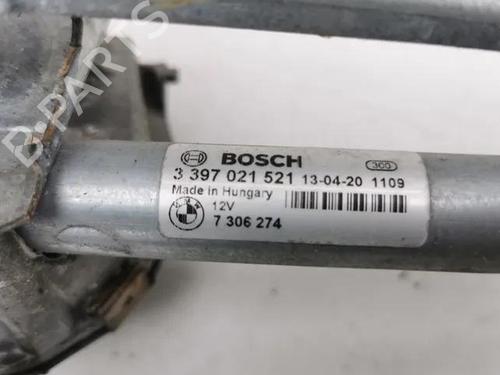 BOSCH
300
3 397 021 521 13-04-20 1109
Made in Hungary
12V
7 306 274
B-PARTS